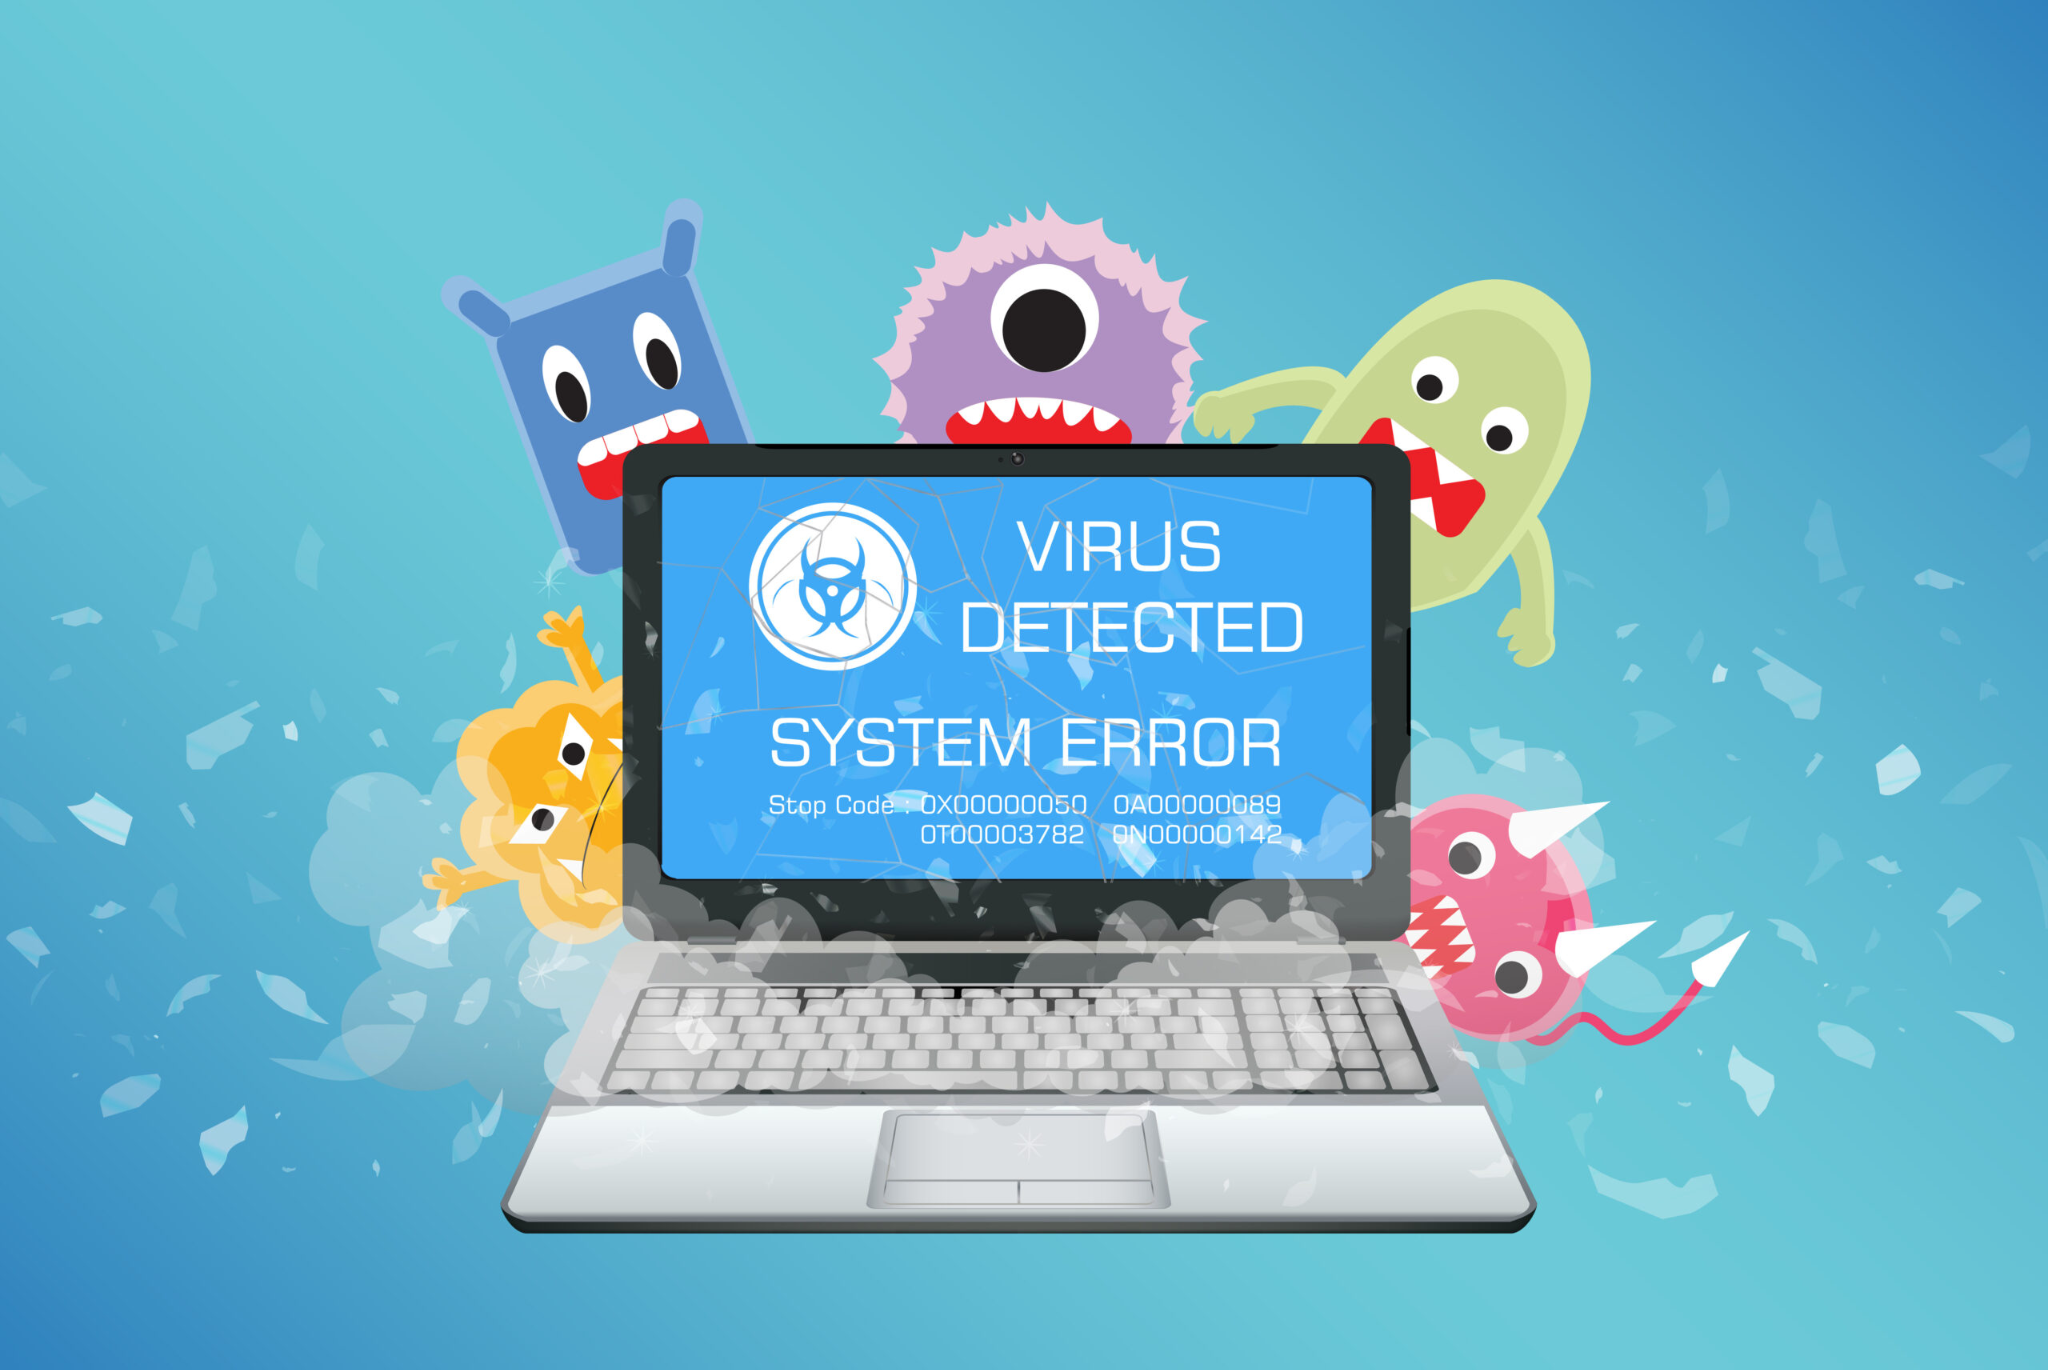 VIRUS
DETECTED
SYSTEM ERROR
Stop Code : 0X00000050 0A00000089
0T00003782 0N00000142